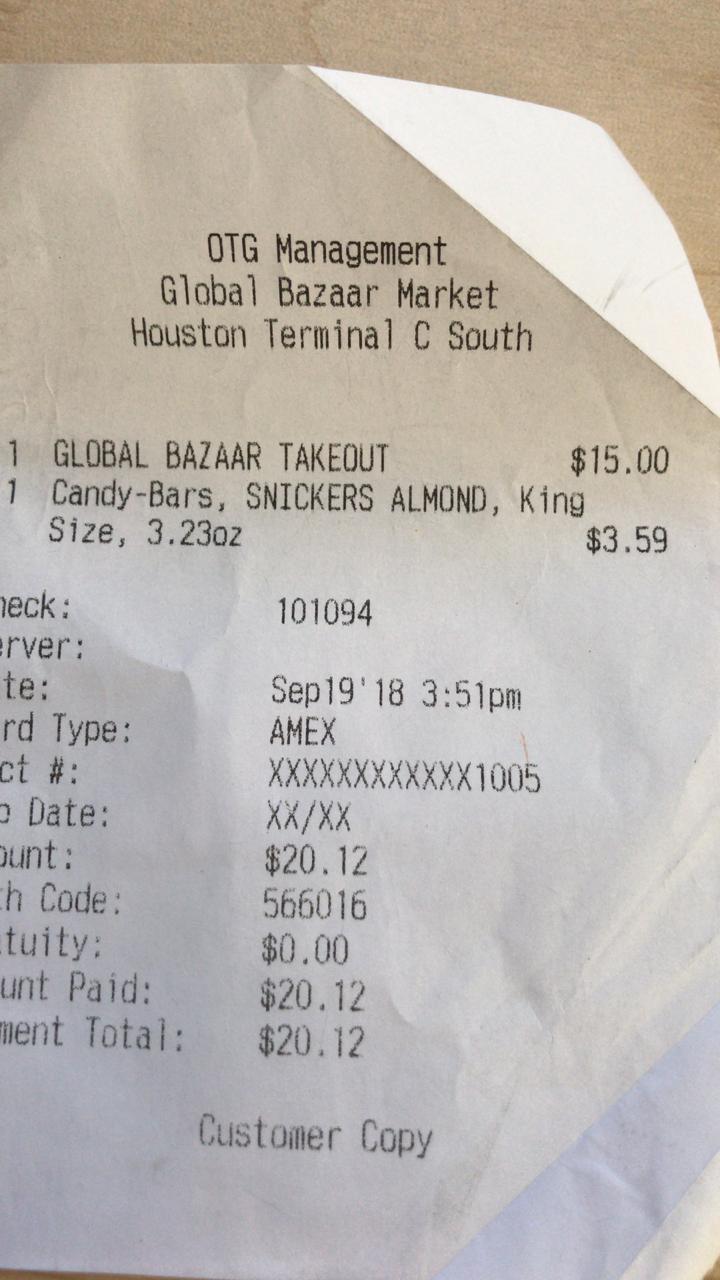 OTG Management
Global Bazaar Market
Houston Terminal C South
1 GLOBAL BAZAAR TAKEOUT $15.00
1 Candy-Bars, SNICKERS ALMOND, King
Size, 3.23oz $3.59
heck: 101094
erver:
te: Sep19'18 3:51pm
rd Type: AMEX
ct #: XXXXXXXXXXXX1005
p Date: XX/XX
ount: $20.12
th Code: 566016
tuity: $0.00
unt Paid: $20.12
ment Total: $20.12
Customer Copy